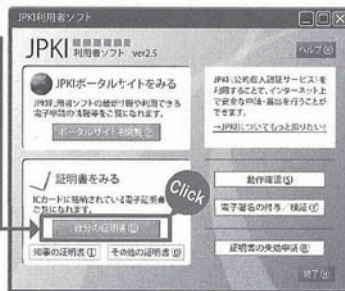 JPKI利用者ソフト
JPKI 利用者ソフト ver2.5
ヘルプ(H)
JPKIポータルサイトをみる
JPKI利用者ソフトの最新情報や利用できる
電子申請の情報等をご覧になれます。
ポータルサイトを閲覧(P)
JPKI(公的個人認証サービス)を
利用することで、インターネット上
で安全な申請・届出を行うことが
できます。
→JPKIについてもっと知りたい!
証明書をみる
ICカードに格納されている電子証明書
ご覧になれます。
Click
自分の証明書
知事の証明書(T)
その他の証明書(O)
動作確認(S)
電子署名の付与/検証(Y)
証明書の失効申請(R)
終了